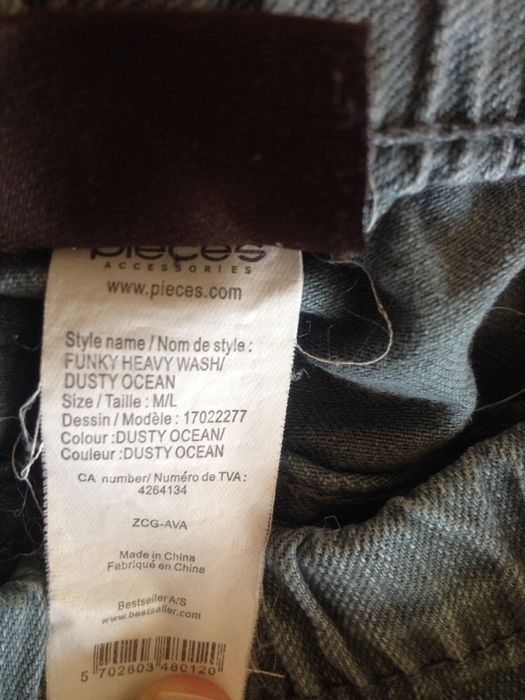 pieces
ACCESSORIES
www.pieces.com
Style name / Nom de style :
FUNKY HEAVY WASH/
DUSTY OCEAN
Size / Taille : M/L
Dessin / Modèle : 17022277
Colour :DUSTY OCEAN/
Couleur :DUSTY OCEAN
CA number/ Numéro de TVA :
4264134
ZCG-AVA
Made in China
Fabriqué en Chine
Bestseller A/S
www.bestseller.com
5 702803 480120